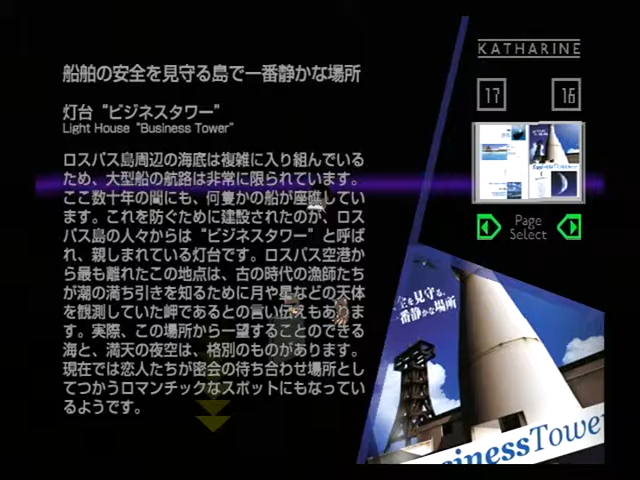 船舶の安全を見守る島で一番静かな場所
灯台“ビジネスタワー”
Light House “Business Tower”
ロスパス島周辺の海底は複雑に入り組んでいる
ため、大型船の航路は非常に限られています。
ここ数十年の間にも、何隻かの船が座礁してい
ます。これを防ぐために建設されたのが、ロス
パス島の人々からは“ビジネスタワー”と呼ば
れ、親しまれている灯台です。ロスパス空港か
ら最も離れたこの地点は、古の時代の漁師たち
が潮の満ち引きを知るために月や星などの天体
を観測していた岬であるとの言い伝えもありま
す。実際、この場所から一望することのできる
海と、満天の夜空は、格別のものがあります。
現在では恋人たちが密会の待ち合わせ場所とし
てつかうロマンチックなスポットにもなってい
るようです。
KATHARINE
17 16
Page
Select
全を見守る、
一番静かな場所
inessTower